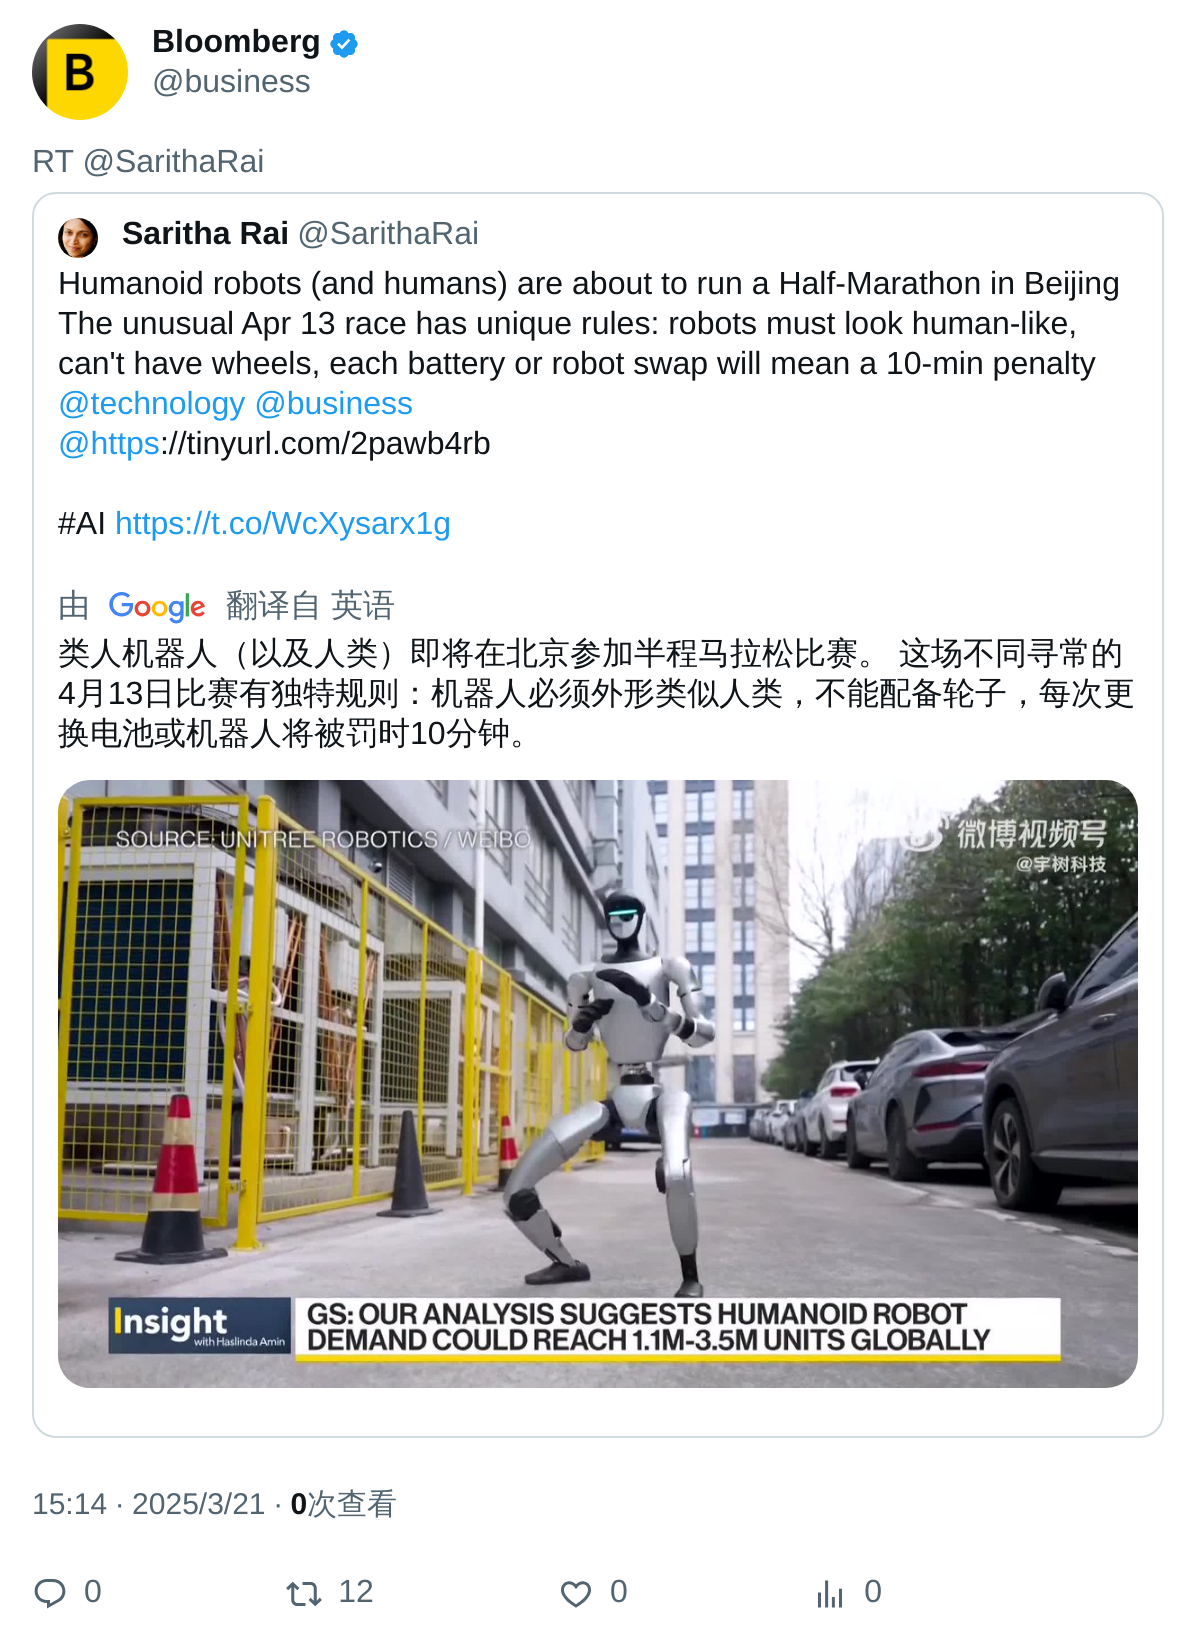 B
Bloomberg
@business
RT @SarithaRai
Saritha Rai @SarithaRai
Humanoid robots (and humans) are about to run a Half-Marathon in Beijing
The unusual Apr 13 race has unique rules: robots must look human-like,
can't have wheels, each battery or robot swap will mean a 10-min penalty
@technology @business
@https://tinyurl.com/2pawb4rb
#AI https://t.co/WcXysarx1g
由 Google 翻译自 英语
类人机器人（以及人类）即将在北京参加半程马拉松比赛。 这场不同寻常的
4月13日比赛有独特规则：机器人必须外形类似人类，不能配备轮子，每次更
换电池或机器人将被罚时10分钟。
SOURCE: UNITREE ROBOTICS / WEIBO
微博视频号
@宇树科技
Insight
with Haslinda Amin
GS: OUR ANALYSIS SUGGESTS HUMANOID ROBOT
DEMAND COULD REACH 1.1M-3.5M UNITS GLOBALLY
15:14 · 2025/3/21 · 0次查看
0 12 0 0